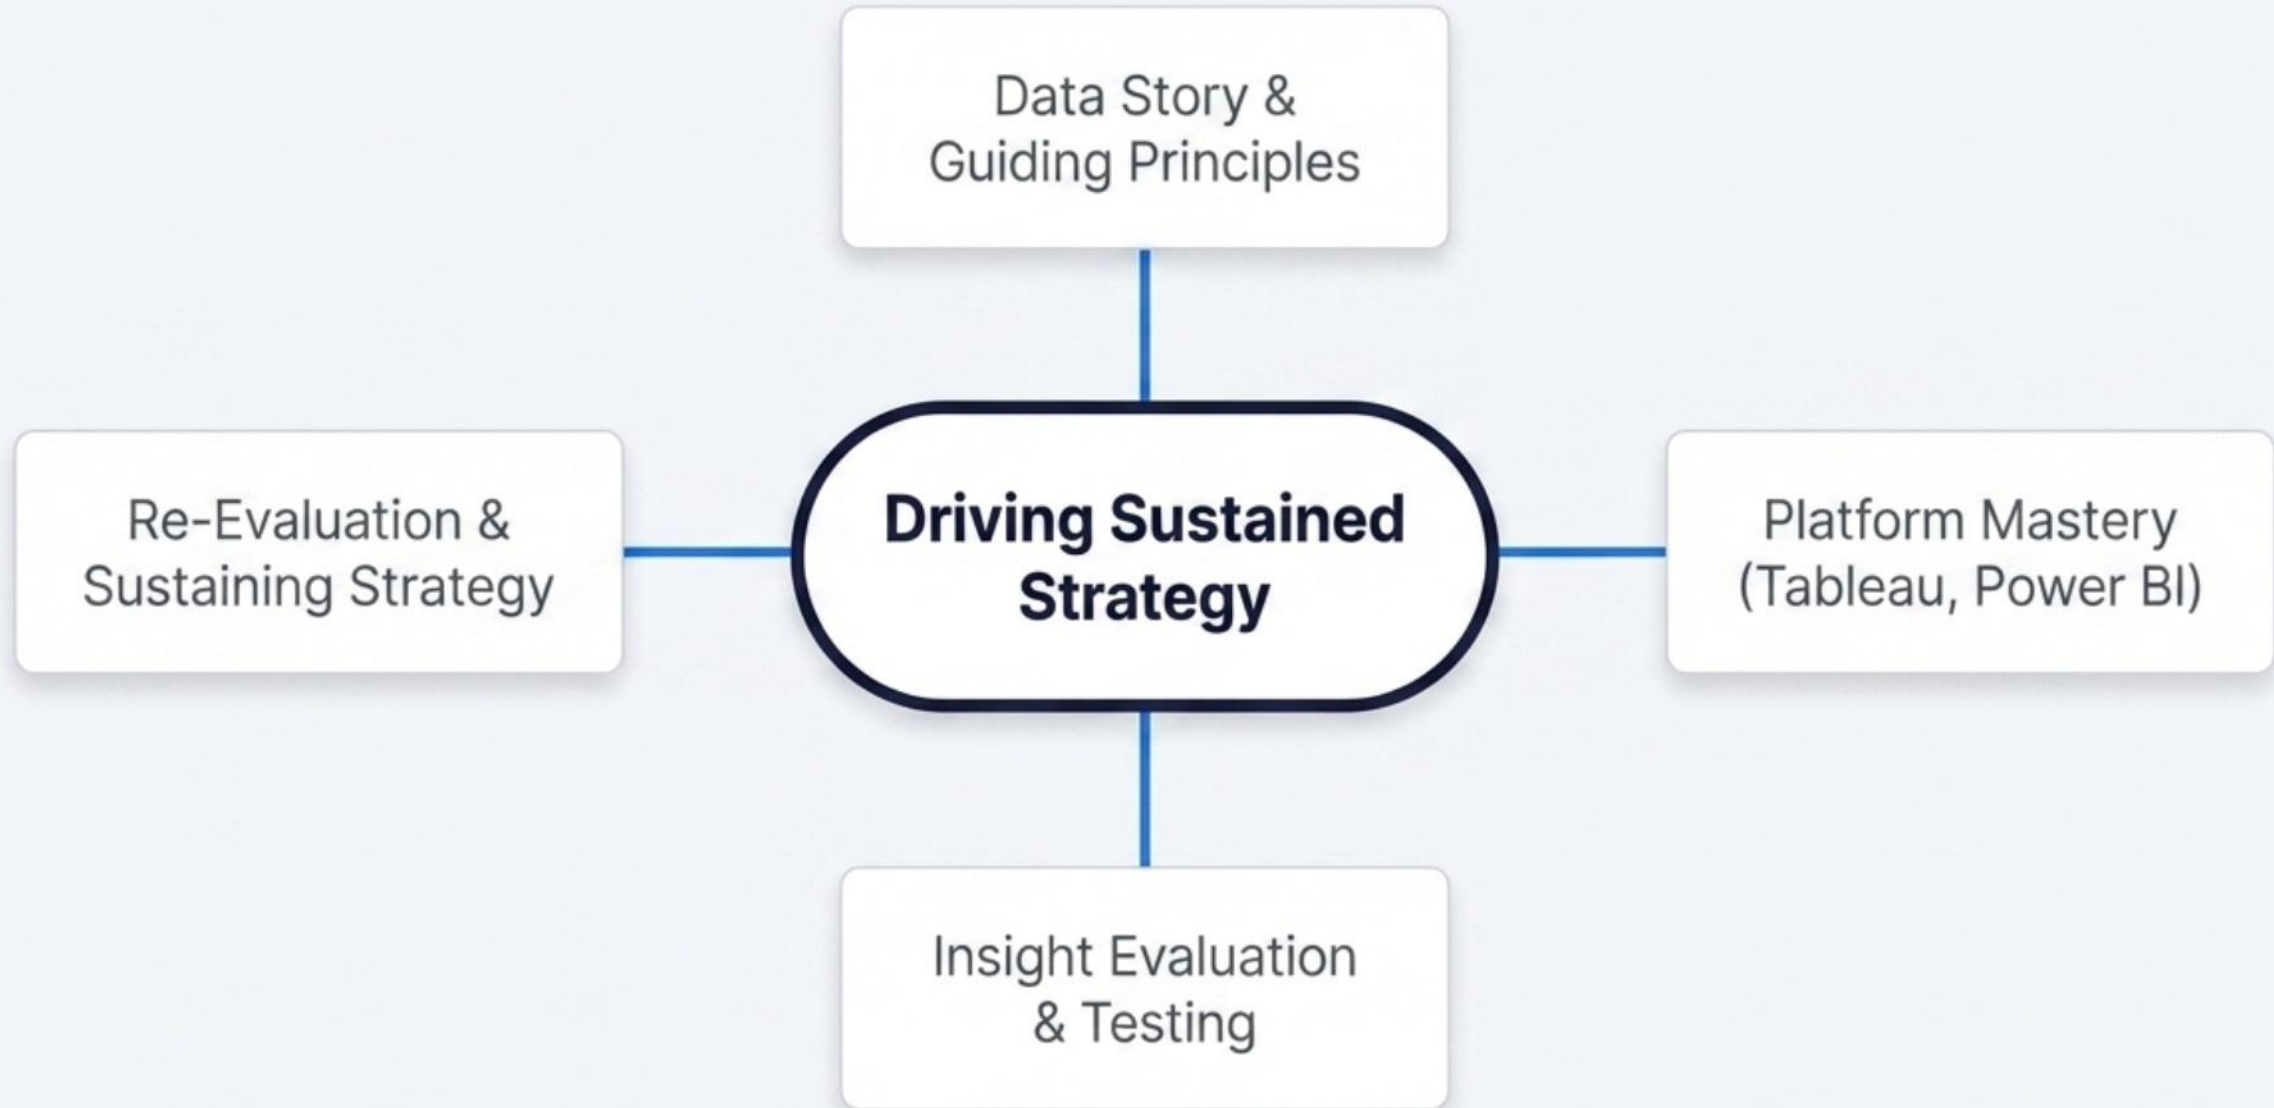 Data Story &
Guiding Principles
Re-Evaluation &
Sustaining Strategy
Driving Sustained
Strategy
Platform Mastery
(Tableau, Power BI)
Insight Evaluation
& Testing